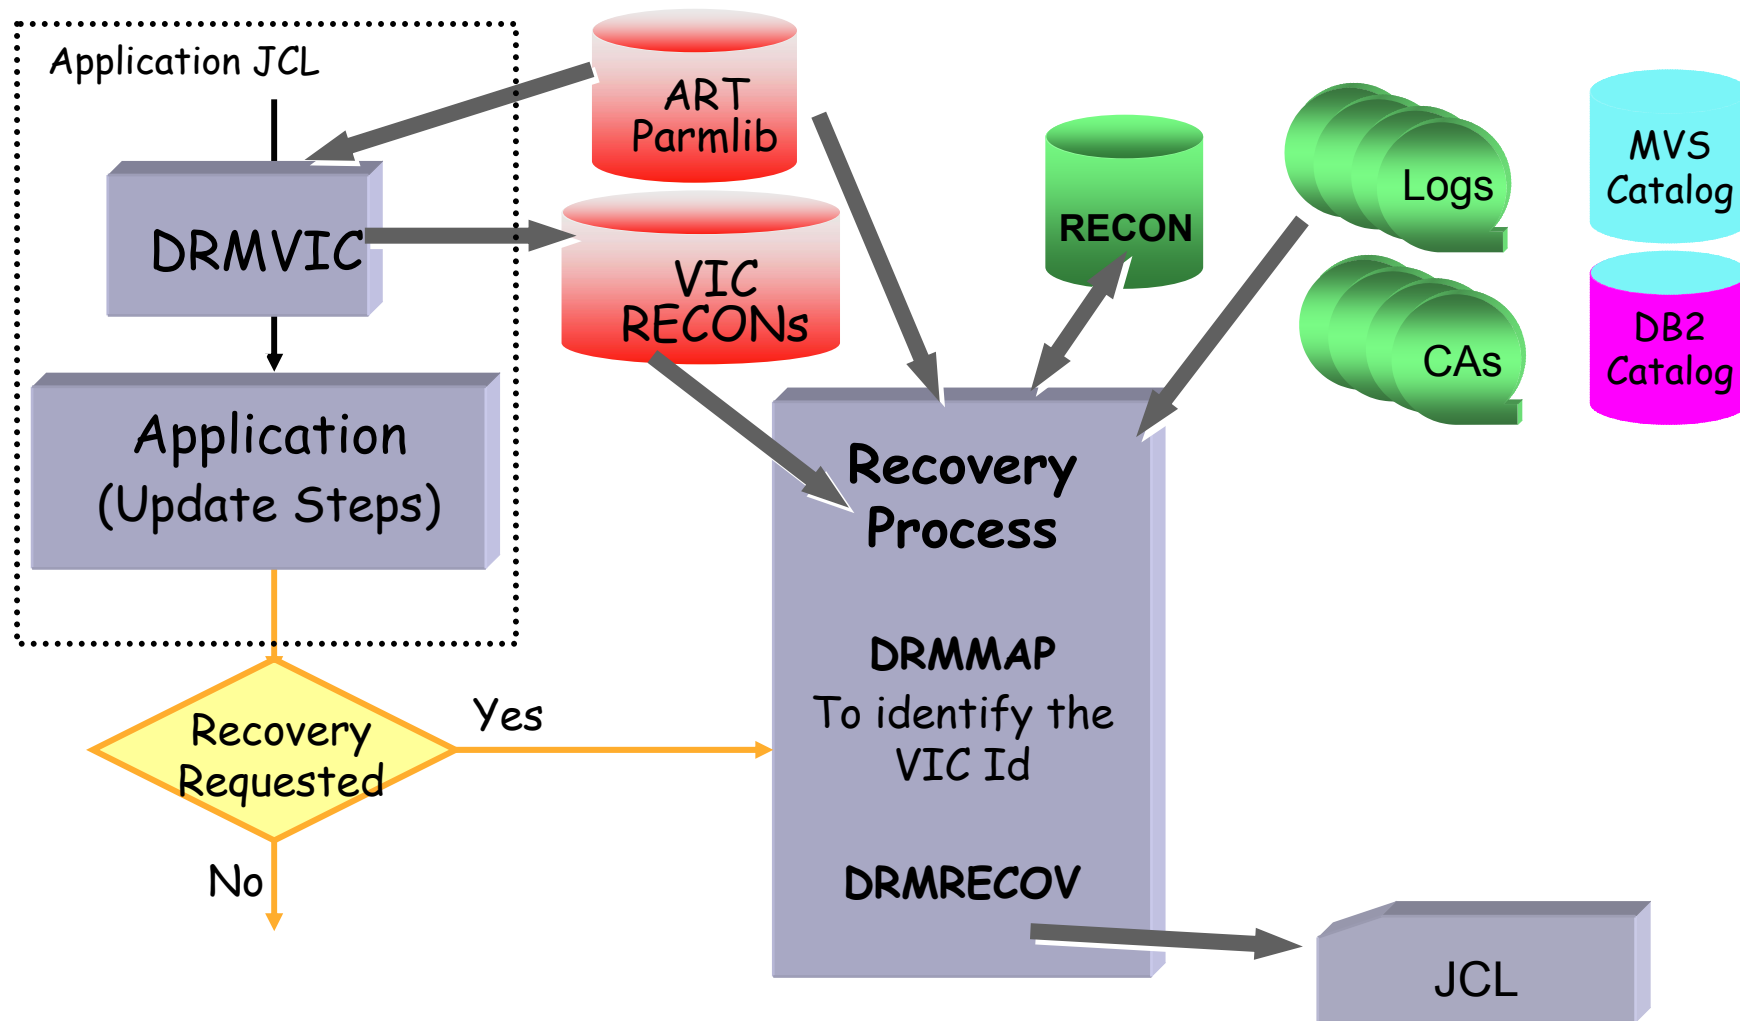 Application JCL
ART
Parmlib
DRMVIC
VIC
RECONs
RECON
Logs
MVS
Catalog
CAs
DB2
Catalog
Application
(Update Steps)
Recovery
Process
DRMMAP
To identify the
VIC Id
DRMRECOV
Recovery
Requested
Yes
No
JCL